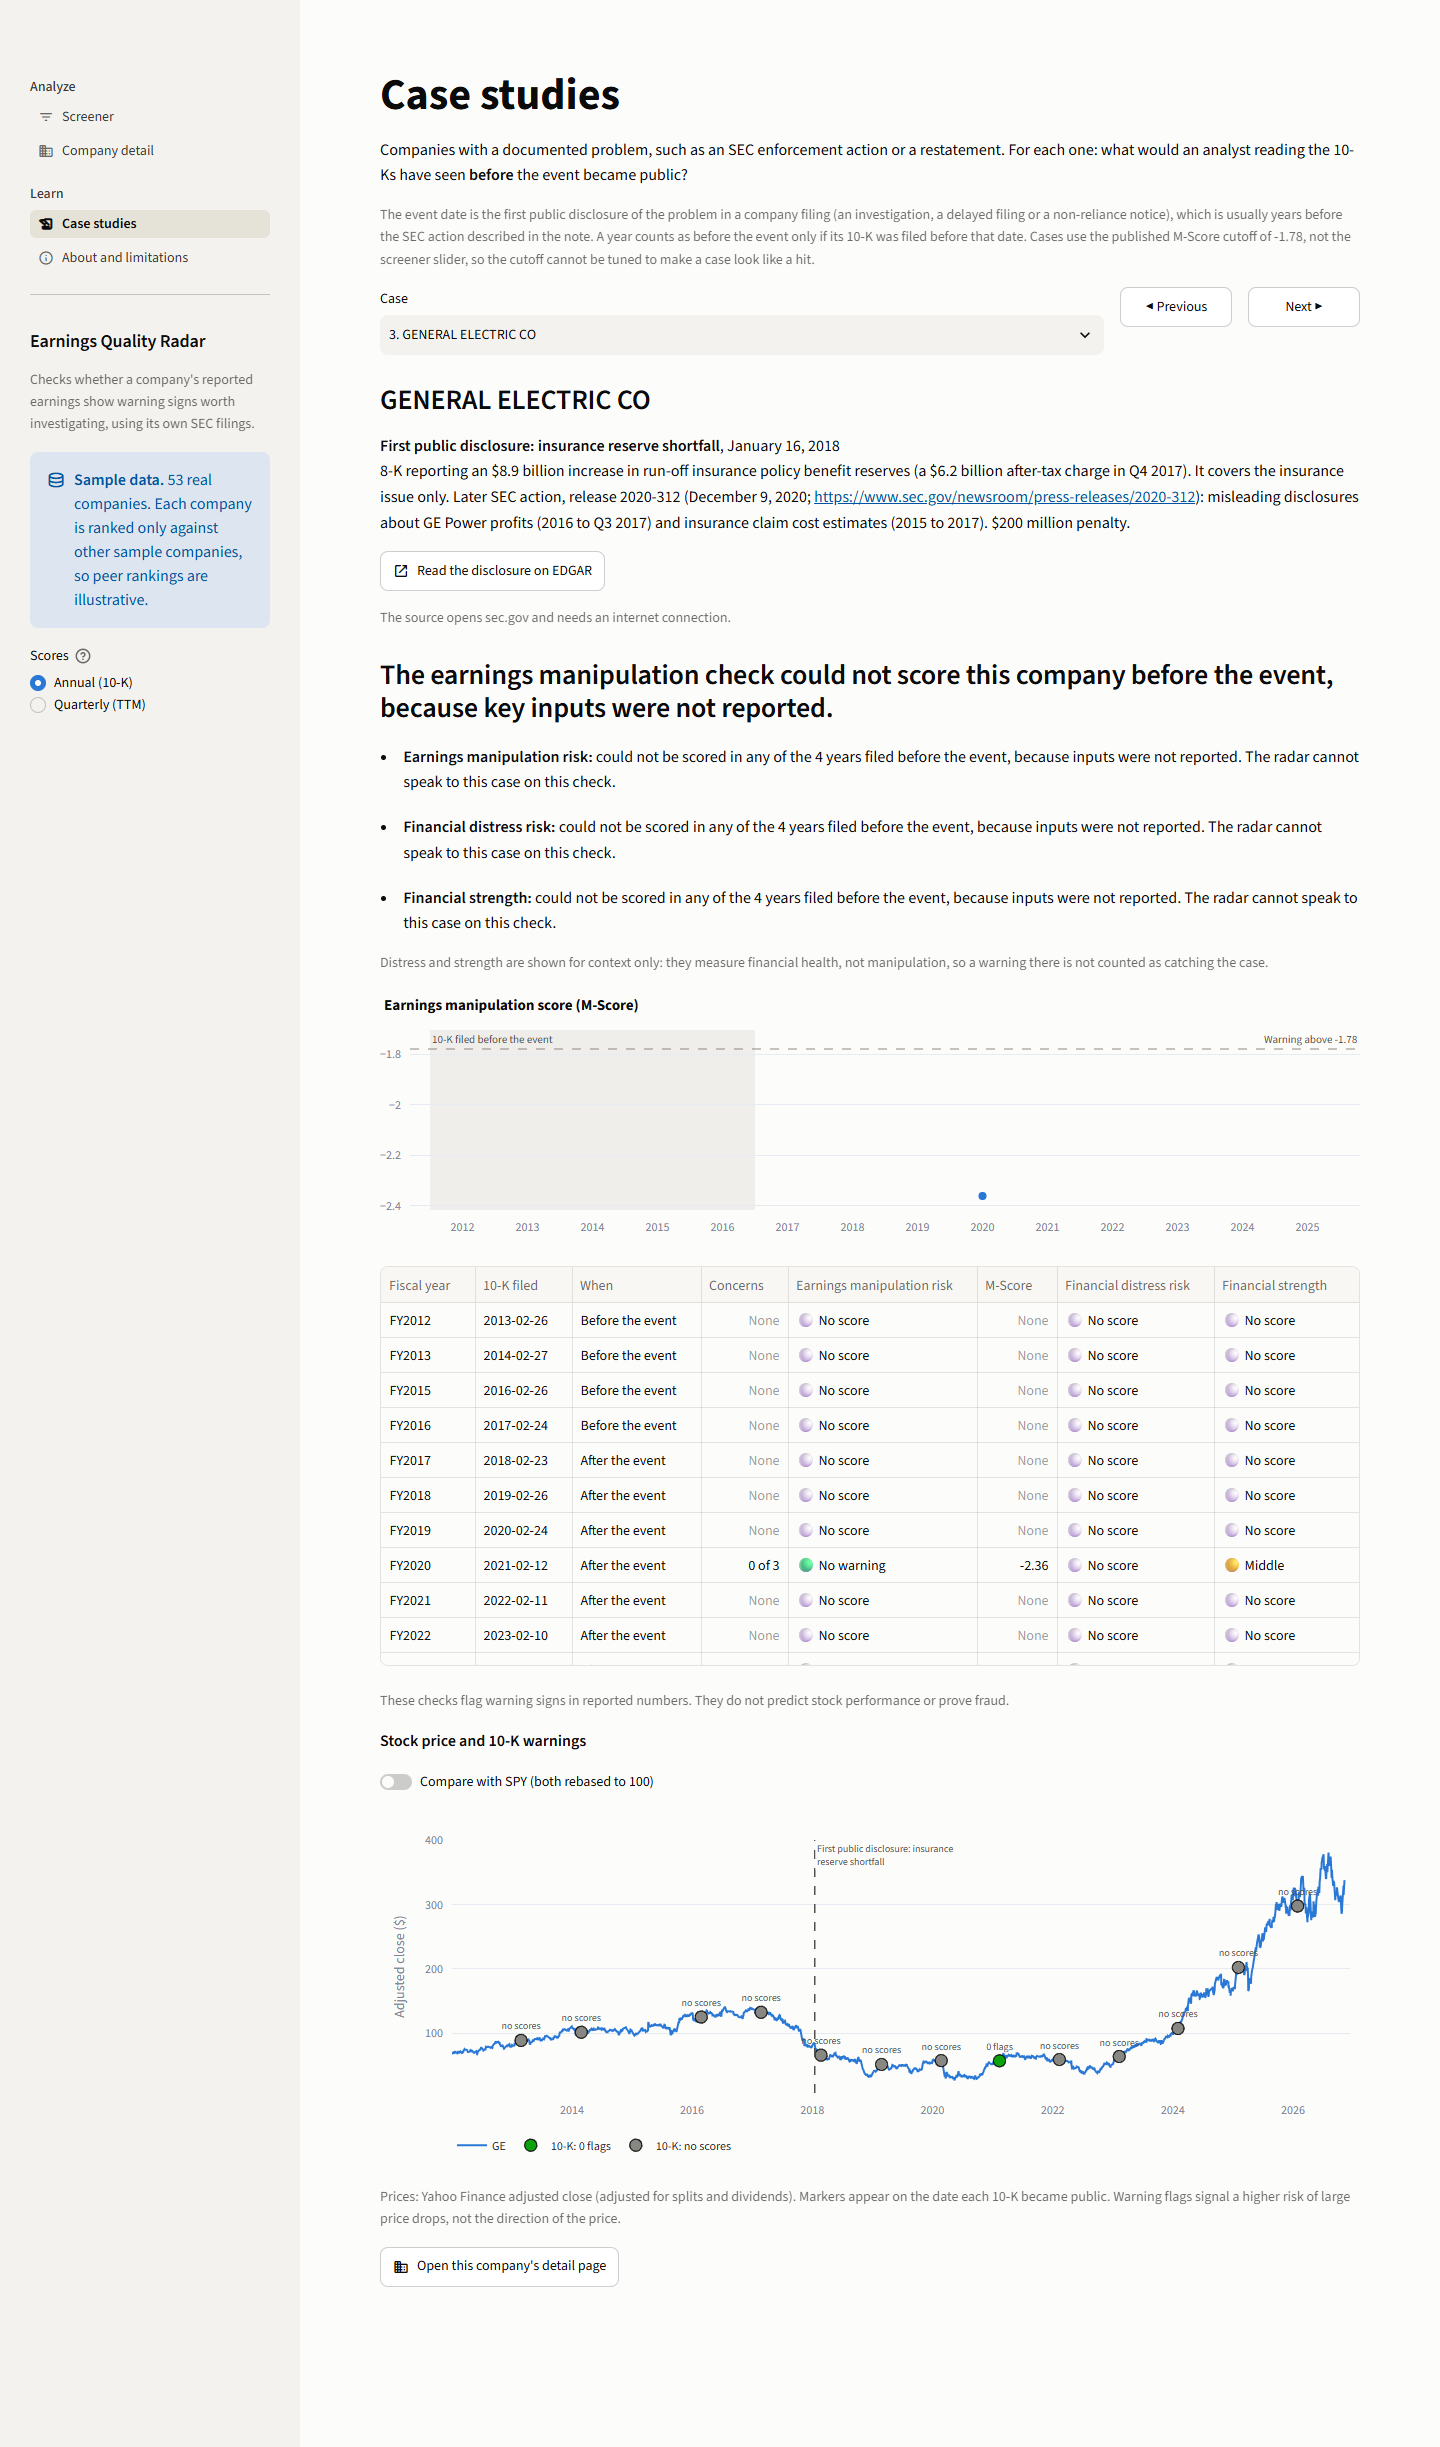 Analyze
Screener
Company detail
Learn
Case studies
About and limitations
Earnings Quality Radar
Checks whether a company's reported
earnings show warning signs worth
investigating, using its own SEC filings.
Sample data. 53 real
companies. Each company
is ranked only against
other sample companies,
so peer rankings are
illustrative.
Scores
Annual (10-K)
Quarterly (TTM)
Case studies
Companies with a documented problem, such as an SEC enforcement action or a restatement. For each one: what would an analyst reading the 10-
Ks have seen before the event became public?
The event date is the first public disclosure of the problem in a company filing (an investigation, a delayed filing or a non-reliance notice), which is usually years before
the SEC action described in the note. A year counts as before the event only if its 10-K was filed before that date. Cases use the published M-Score cutoff of -1.78, not the
screener slider, so the cutoff cannot be tuned to make a case look like a hit.
Case
3. GENERAL ELECTRIC CO
◂ Previous
Next ▸
GENERAL ELECTRIC CO
First public disclosure: insurance reserve shortfall, January 16, 2018
8-K reporting an $8.9 billion increase in run-off insurance policy benefit reserves (a $6.2 billion after-tax charge in Q4 2017). It covers the insurance
issue only. Later SEC action, release 2020-312 (December 9, 2020; https://www.sec.gov/newsroom/press-releases/2020-312): misleading disclosures
about GE Power profits (2016 to Q3 2017) and insurance claim cost estimates (2015 to 2017). $200 million penalty.
Read the disclosure on EDGAR
The source opens sec.gov and needs an internet connection.
The earnings manipulation check could not score this company before the event,
because key inputs were not reported.
• Earnings manipulation risk: could not be scored in any of the 4 years filed before the event, because inputs were not reported. The radar cannot
speak to this case on this check.
• Financial distress risk: could not be scored in any of the 4 years filed before the event, because inputs were not reported. The radar cannot
speak to this case on this check.
• Financial strength: could not be scored in any of the 4 years filed before the event, because inputs were not reported. The radar cannot speak to
this case on this check.
Distress and strength are shown for context only: they measure financial health, not manipulation, so a warning there is not counted as catching the case.
Earnings manipulation score (M-Score)
10-K filed before the event
Warning above -1.78
−1.8
−2
−2.2
−2.4
2012 2013 2014 2015 2016 2017 2018 2019 2020 2021 2022 2023 2024 2025
Fiscal year 10-K filed When Concerns Earnings manipulation risk M-Score Financial distress risk Financial strength
FY2012 2013-02-26 Before the event None No score None No score No score
FY2013 2014-02-27 Before the event None No score None No score No score
FY2015 2016-02-26 Before the event None No score None No score No score
FY2016 2017-02-24 Before the event None No score None No score No score
FY2017 2018-02-23 After the event None No score None No score No score
FY2018 2019-02-26 After the event None No score None No score No score
FY2019 2020-02-24 After the event None No score None No score No score
FY2020 2021-02-12 After the event 0 of 3 No warning -2.36 No score Middle
FY2021 2022-02-11 After the event None No score None No score No score
FY2022 2023-02-10 After the event None No score None No score No score
These checks flag warning signs in reported numbers. They do not predict stock performance or prove fraud.
Stock price and 10-K warnings
Compare with SPY (both rebased to 100)
Adjusted close ($)
400
300
200
100
First public disclosure: insurance
reserve shortfall
no scores
no scores
no scores
no scores
no scores
no scores
no scores
0 flags
no scores
no scores
no scores
no scores
no scores
2014 2016 2018 2020 2022 2024 2026
GE 10-K: 0 flags 10-K: no scores
Prices: Yahoo Finance adjusted close (adjusted for splits and dividends). Markers appear on the date each 10-K became public. Warning flags signal a higher risk of large
price drops, not the direction of the price.
Open this company's detail page